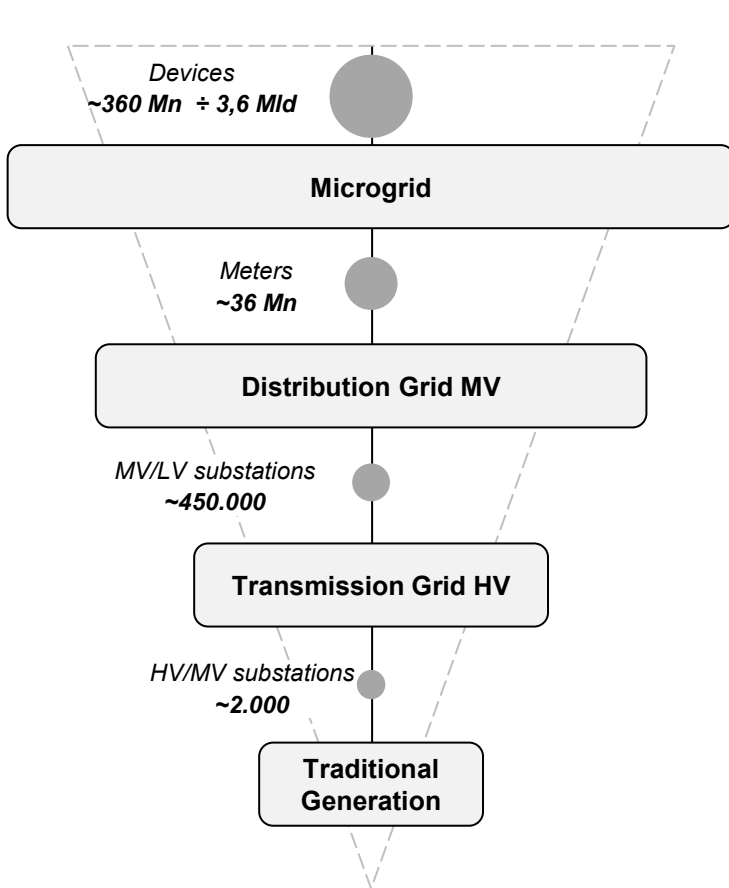 Devices
~360 Mn ÷ 3,6 Mld
Microgrid
Meters
~36 Mn
Distribution Grid MV
MV/LV substations
~450.000
Transmission Grid HV
HV/MV substations
~2.000
Traditional
Generation